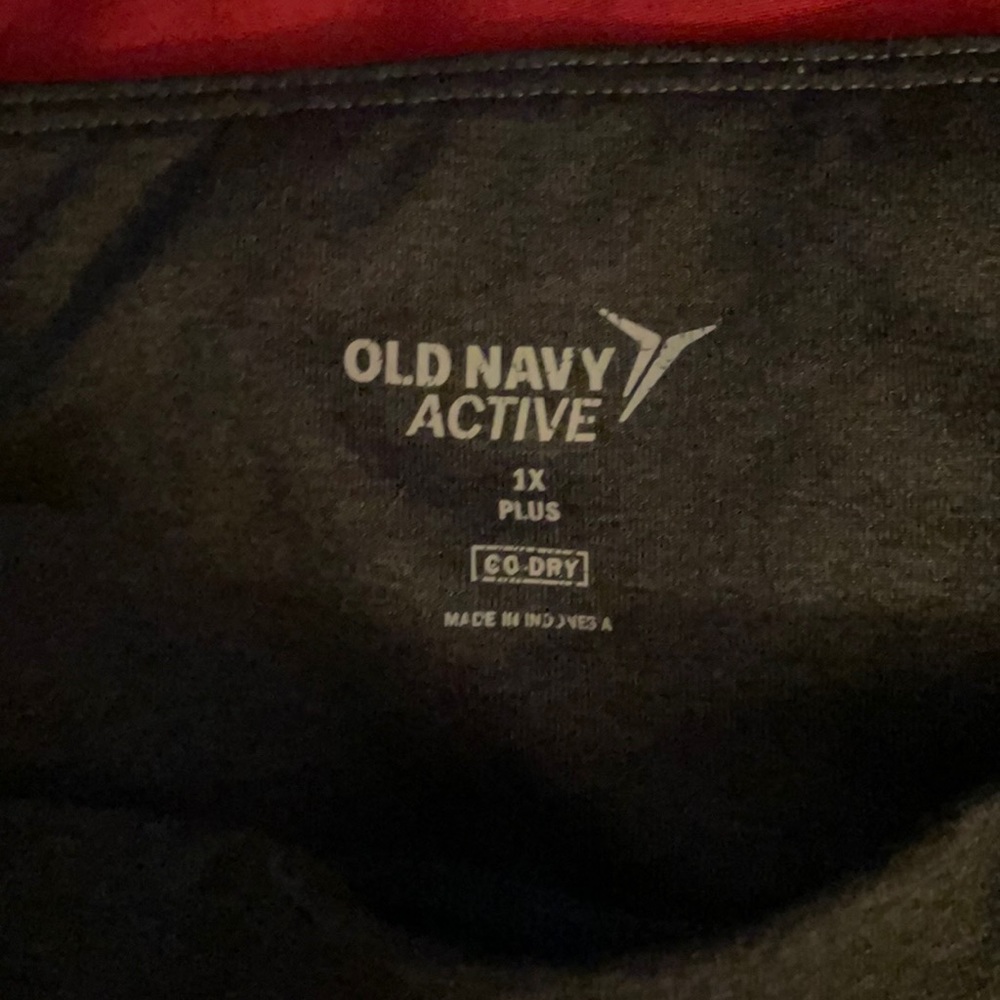 OLD NAVY
ACTIVE
1X
PLUS
GO-DRY
MADE IN INDONESIA